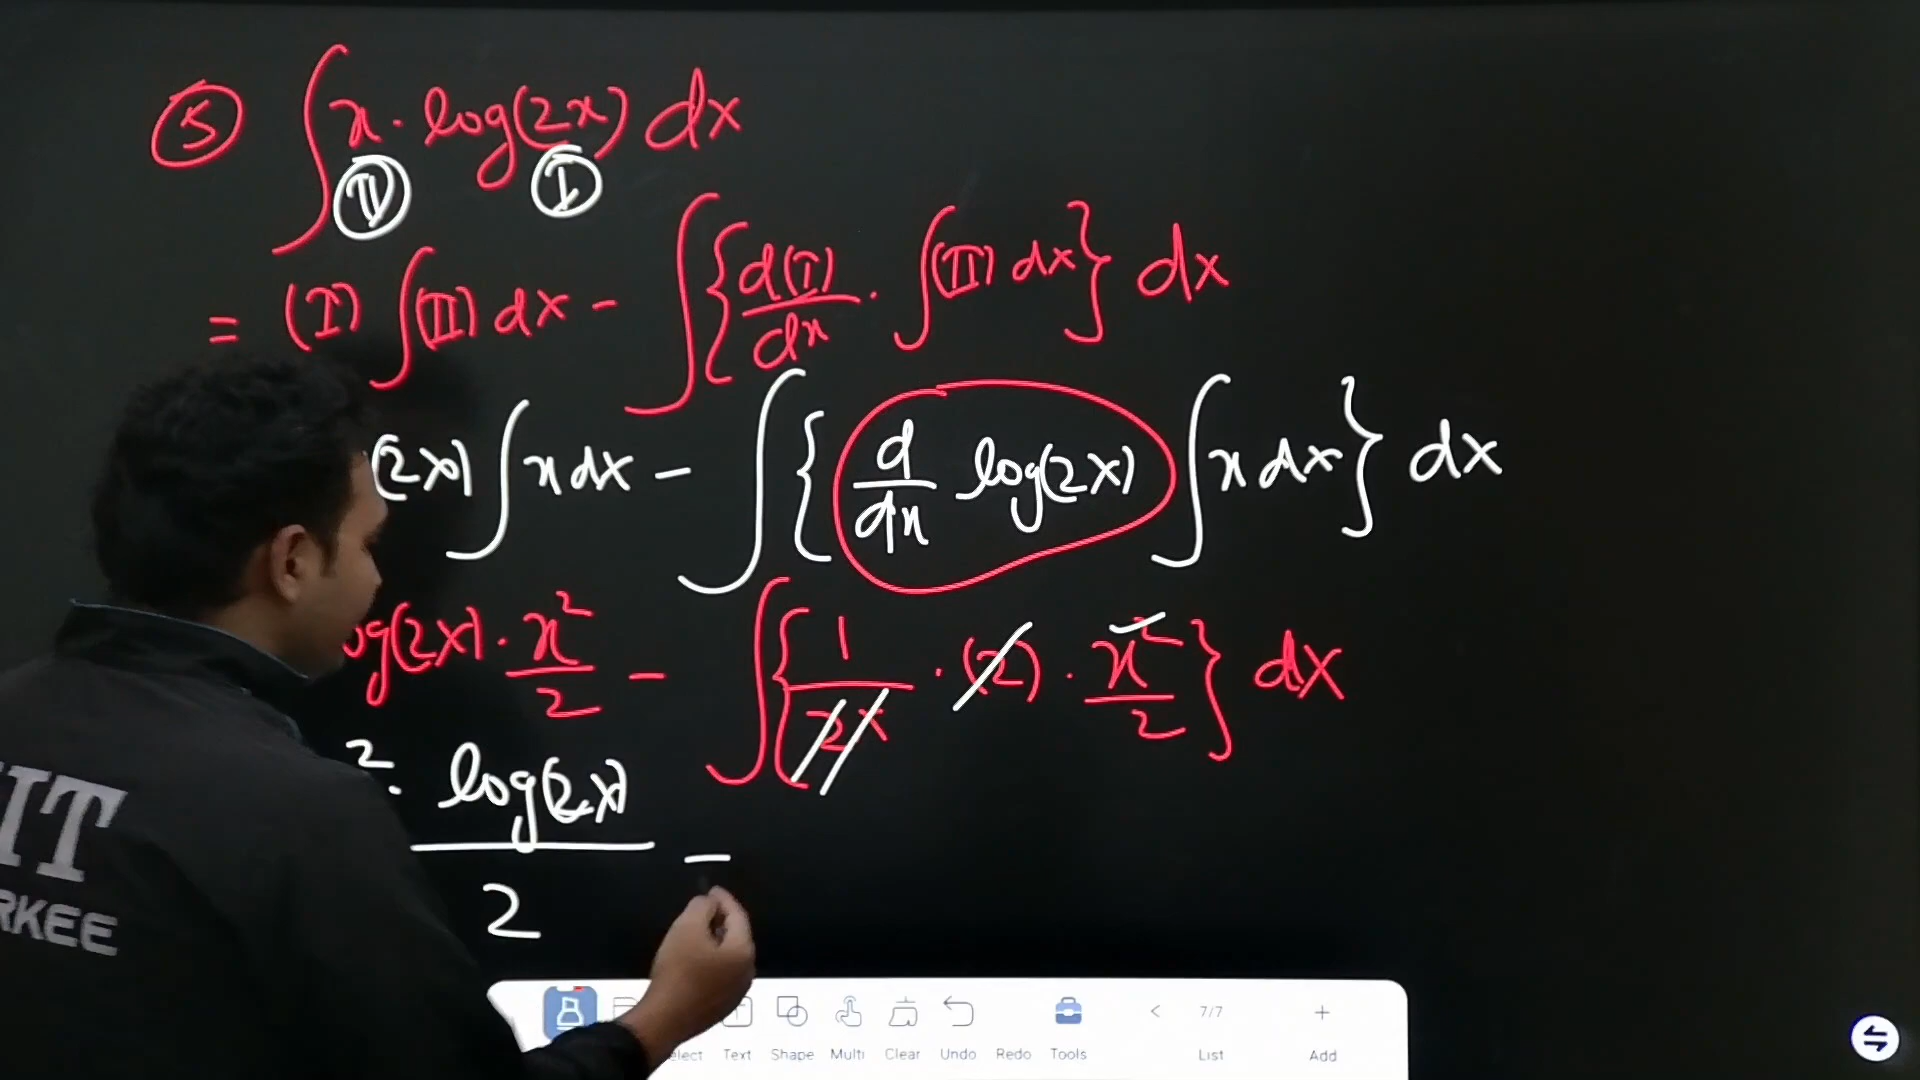 5 ∫ x · log(2x) dx
II I
= (I) ∫(II) dx - ∫{d(I)/dx · ∫(II) dx} dx
(2x) ∫ x dx - ∫{d/dx log(2x) ∫ x dx} dx
og(2x) · x²/2 - ∫{1/2x · (2) · x²/2} dx
² · log(2x)/2 -
IIT
RKEE
elect Text Shape Multi Clear Undo Redo Tools < 7/7 List + Add